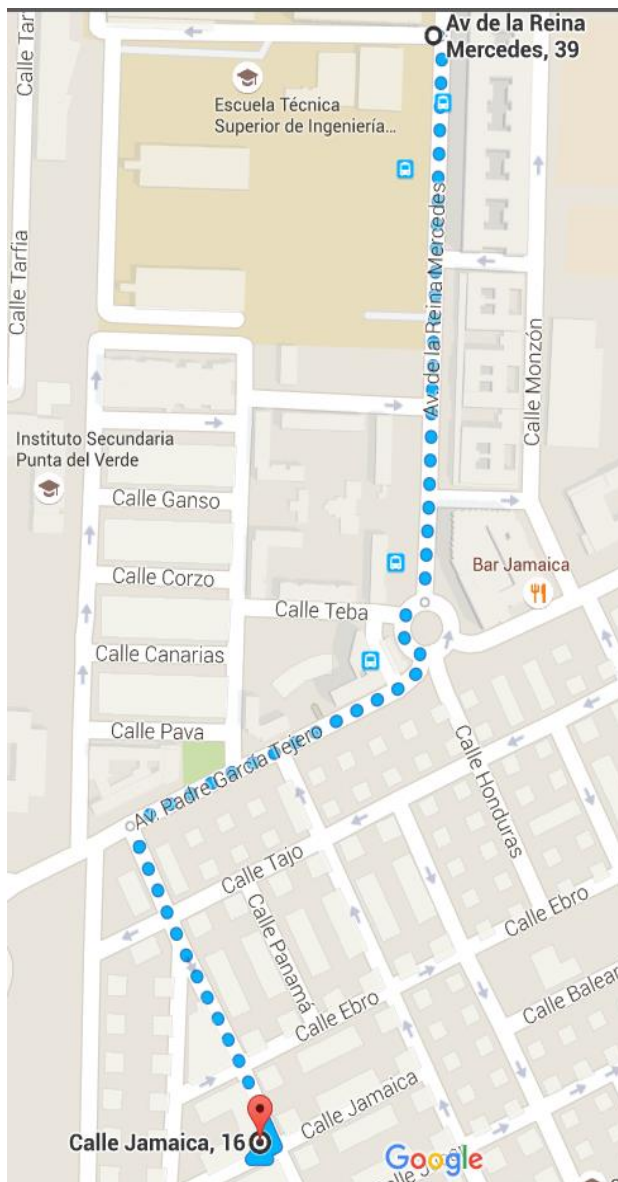 Calle Tar
Av de la Reina
Mercedes, 39
Escuela Técnica
Superior de Ingeniería...
Calle Tarfia
Av. de la Reina Mercedes
Calle Monzón
Instituto Secundaria
Punta del Verde
Calle Ganso
Bar Jamaica
Calle Corzo
Calle Teba
Calle Canarias
Calle Pava
Av. Padre García Tejero
Calle Honduras
Calle Tajo
Calle Panamá
Calle Ebro
Calle Ebro
Calle Balear
Calle Jamaica
Calle Jamaica, 16
Google